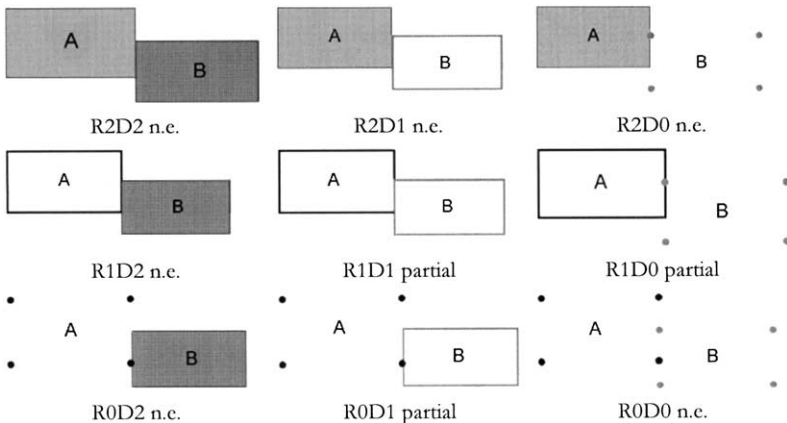 A
B
A
B
A
B
R2D2 n.e.
R2D1 n.e.
R2D0 n.e.
A
B
A
B
A
B
R1D2 n.e.
R1D1 partial
R1D0 partial
A
B
A
B
A
B
R0D2 n.e.
R0D1 partial
R0D0 n.e.